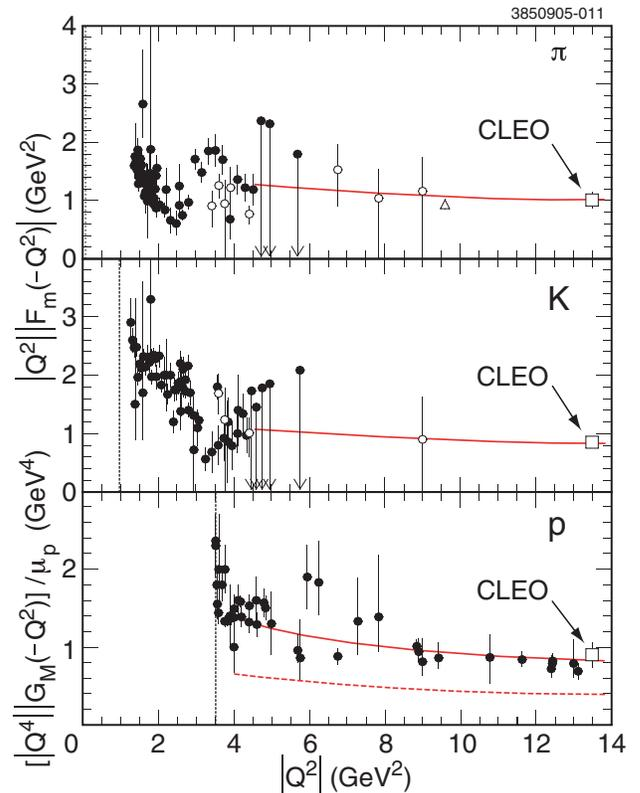 3850905-011
4
π
3
CLEO
2
1
0
|Q²||Fₘ(-Q²)| (GeV²)
K
3
CLEO
2
1
0
p
2
CLEO
1
[|Q⁴||G_M(-Q²)] /μ_p (GeV⁴)
0 2 4 6 8 10 12 14
|Q²| (GeV²)